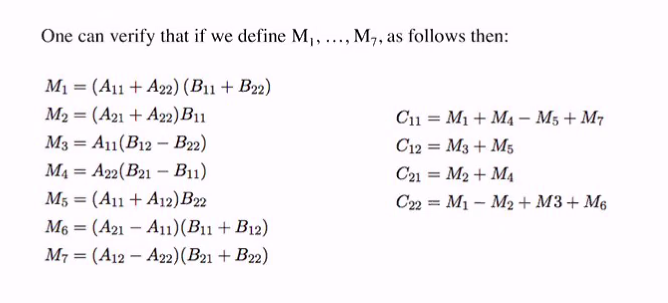 One can verify that if we define M₁, …, M₇, as follows then:
M₁ = (A₁₁ + A₂₂)(B₁₁ + B₂₂)
M₂ = (A₂₁ + A₂₂)B₁₁
M₃ = A₁₁(B₁₂ − B₂₂)
M₄ = A₂₂(B₂₁ − B₁₁)
M₅ = (A₁₁ + A₁₂)B₂₂
M₆ = (A₂₁ − A₁₁)(B₁₁ + B₁₂)
M₇ = (A₁₂ − A₂₂)(B₂₁ + B₂₂)
C₁₁ = M₁ + M₄ − M₅ + M₇
C₁₂ = M₃ + M₅
C₂₁ = M₂ + M₄
C₂₂ = M₁ − M₂ + M3 + M₆